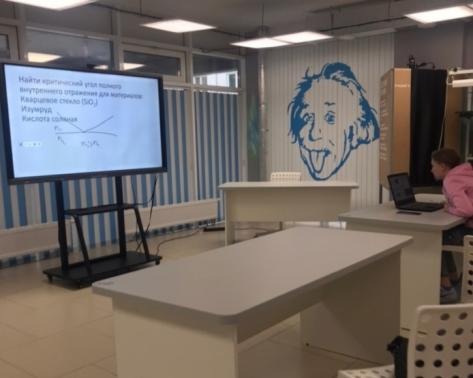 Найти критический угол полного
внутреннего отражения для материалов:
Кварцевое стекло (SiO₂)
Изумруд
Кислота соляная